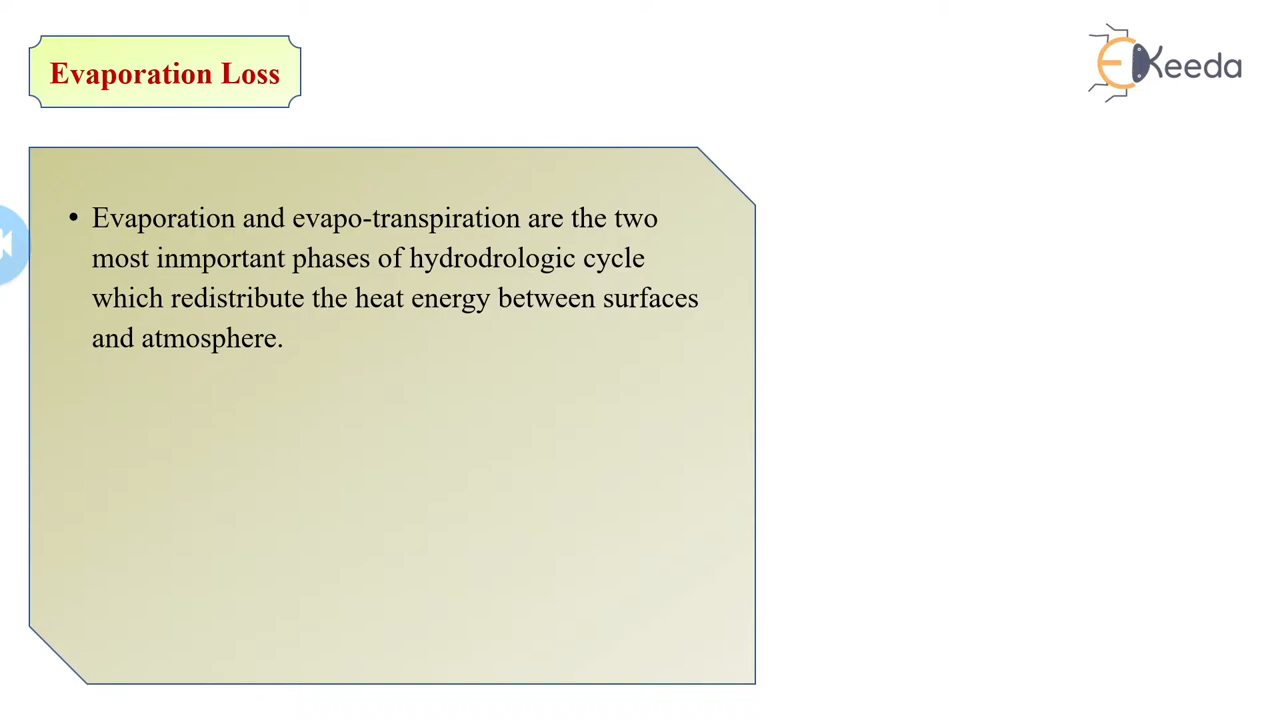 Evaporation Loss
EKeeda
• Evaporation and evapo-transpiration are the two
most inmportant phases of hydrodrologic cycle
which redistribute the heat energy between surfaces
and atmosphere.